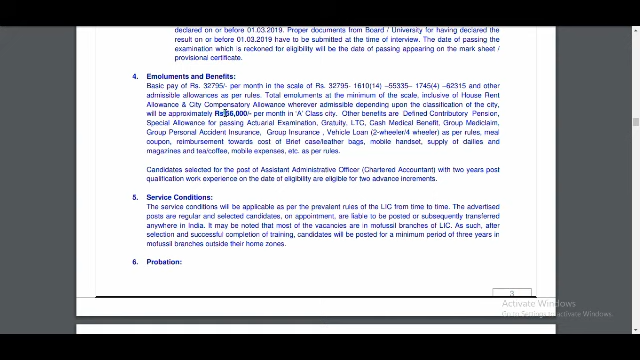 declared on or before 01.03.2019. Proper documents from Board / University for having declared the
result on or before 01.03.2019 have to be submitted at the time of interview. The date of passing the
examination which is reckoned for eligibility will be the date of passing appearing on the mark sheet /
provisional certificate.
4. Emoluments and Benefits:
Basic pay of Rs. 32795/- per month in the scale of Rs. 32795- 1610(14) –55335- 1745(4) –62315 and other
admissible allowances as per rules. Total emoluments at the minimum of the scale, inclusive of House Rent
Allowance & City Compensatory Allowance wherever admissible depending upon the classification of the city,
will be approximately Rs 56,000/- per month in 'A' Class city. Other benefits are Defined Contributory Pension,
Special Allowance for passing Actuarial Examination, Gratuity, LTC, Cash Medical Benefit, Group Mediclaim,
Group Personal Accident Insurance, Group Insurance, Vehicle Loan (2-wheeler/4 wheeler) as per rules, meal
coupon, reimbursement towards cost of Brief case/leather bags, mobile handset, supply of dailies and
magazines and tea/coffee, mobile expenses, etc. as per rules.
Candidates selected for the post of Assistant Administrative Officer (Chartered Accountant) with two years post
qualification work experience on the date of eligibility are eligible for two advance increments.
5. Service Conditions:
The service conditions will be applicable as per the prevalent rules of the LIC from time to time. The advertised
posts are regular and selected candidates, on appointment, are liable to be posted or subsequently transferred
anywhere in India. It may be noted that most of the vacancies are in mofussil branches of LIC. As such, after
selection and successful completion of training, candidates will be posted for a minimum period of three years in
mofussil branches outside their home zones.
6. Probation:
3
Activate Windows
Go to Settings to activate Windows.